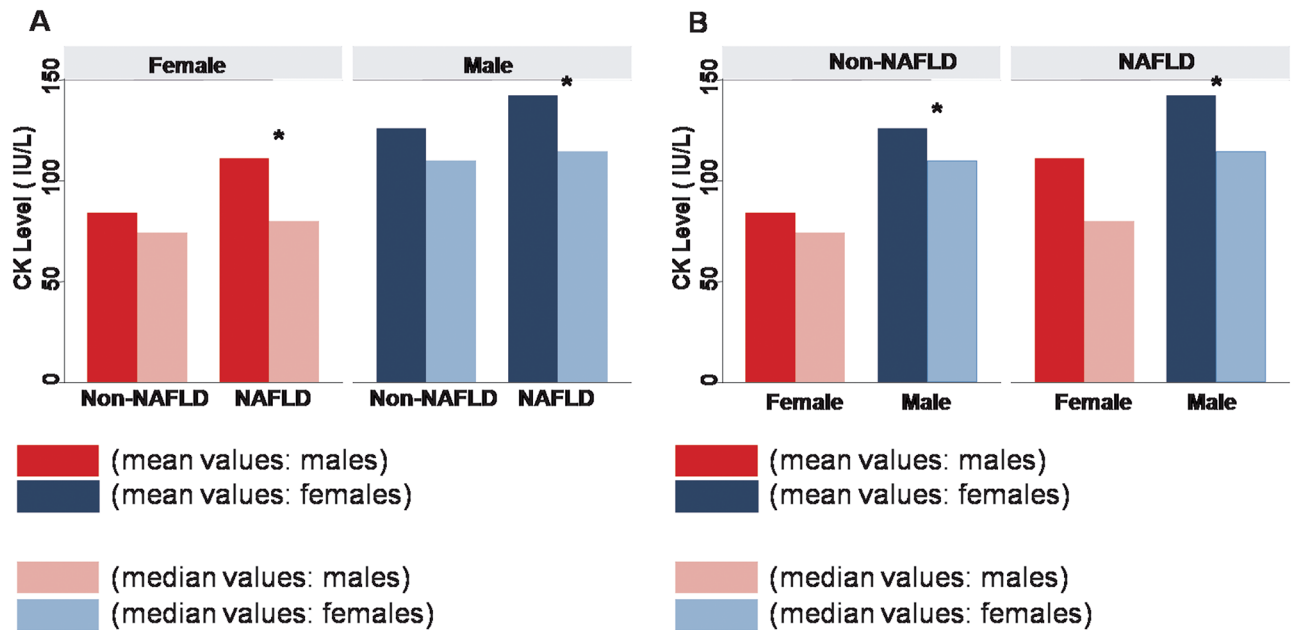 A
Female Male
CK Level ( IU/L)
150
100
50
0
* *
Non-NAFLD NAFLD Non-NAFLD NAFLD
(mean values: males)
(mean values: females)
(median values: males)
(median values: females)
B
Non-NAFLD NAFLD
CK Level ( IU/L)
150
100
50
0
* *
Female Male Female Male
(mean values: males)
(mean values: females)
(median values: males)
(median values: females)